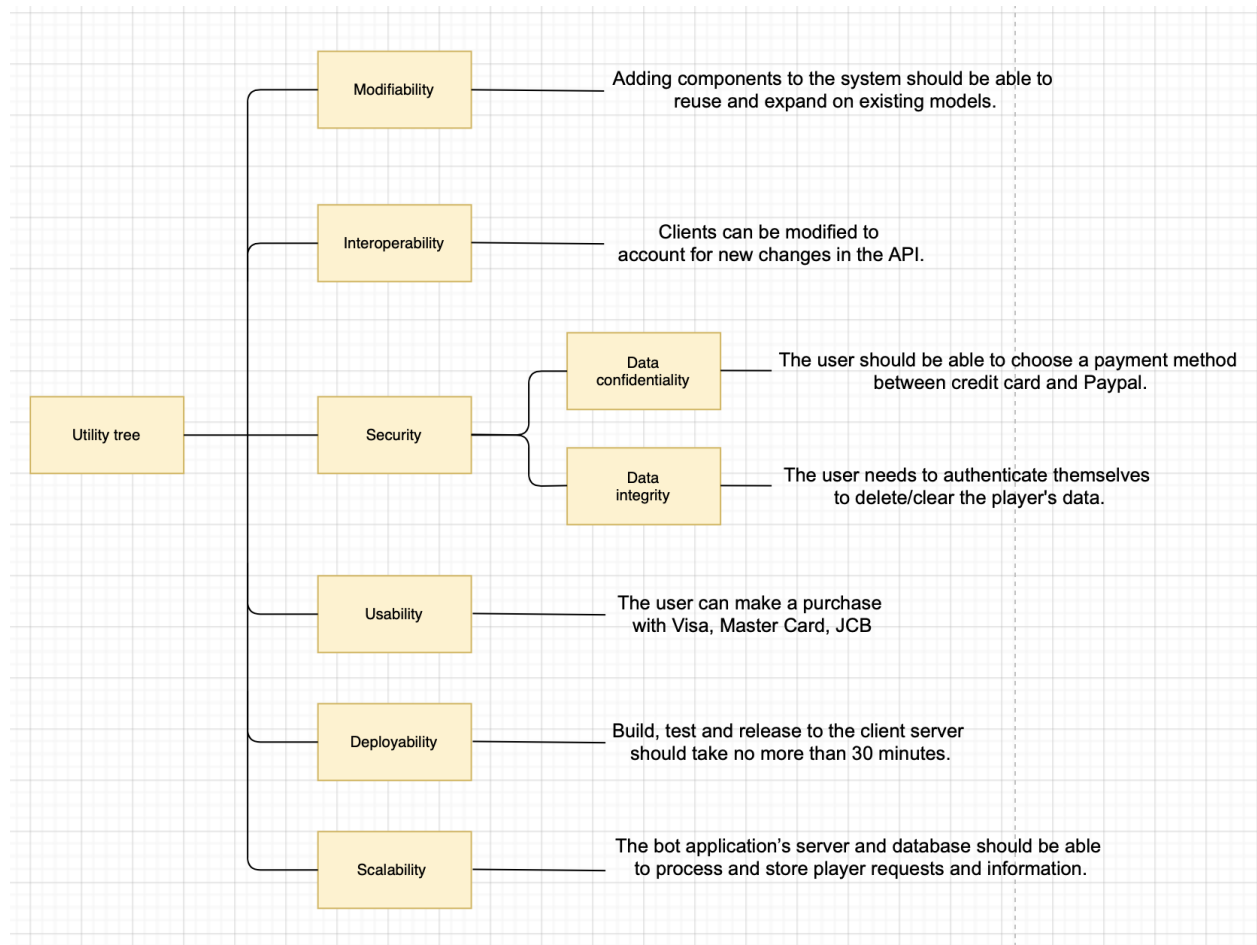 Modifiability
Adding components to the system should be able to
reuse and expand on existing models.
Interoperability
Clients can be modified to
account for new changes in the API.
Data
confidentiality
The user should be able to choose a payment method
between credit card and Paypal.
Utility tree
Security
Data
integrity
The user needs to authenticate themselves
to delete/clear the player's data.
Usability
The user can make a purchase
with Visa, Master Card, JCB
Deployability
Build, test and release to the client server
should take no more than 30 minutes.
Scalability
The bot application’s server and database should be able
to process and store player requests and information.